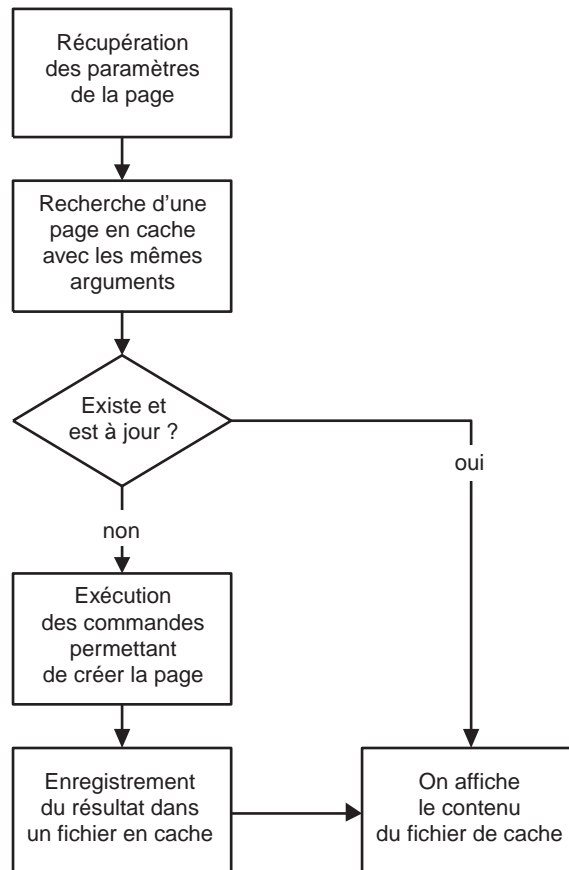 Récupération
des paramètres
de la page
Recherche d’une
page en cache
avec les mêmes
arguments
Existe et
est à jour ?
oui
non
Exécution
des commandes
permettant
de créer la page
Enregistrement
du résultat dans
un fichier en cache
On affiche
le contenu
du fichier de cache